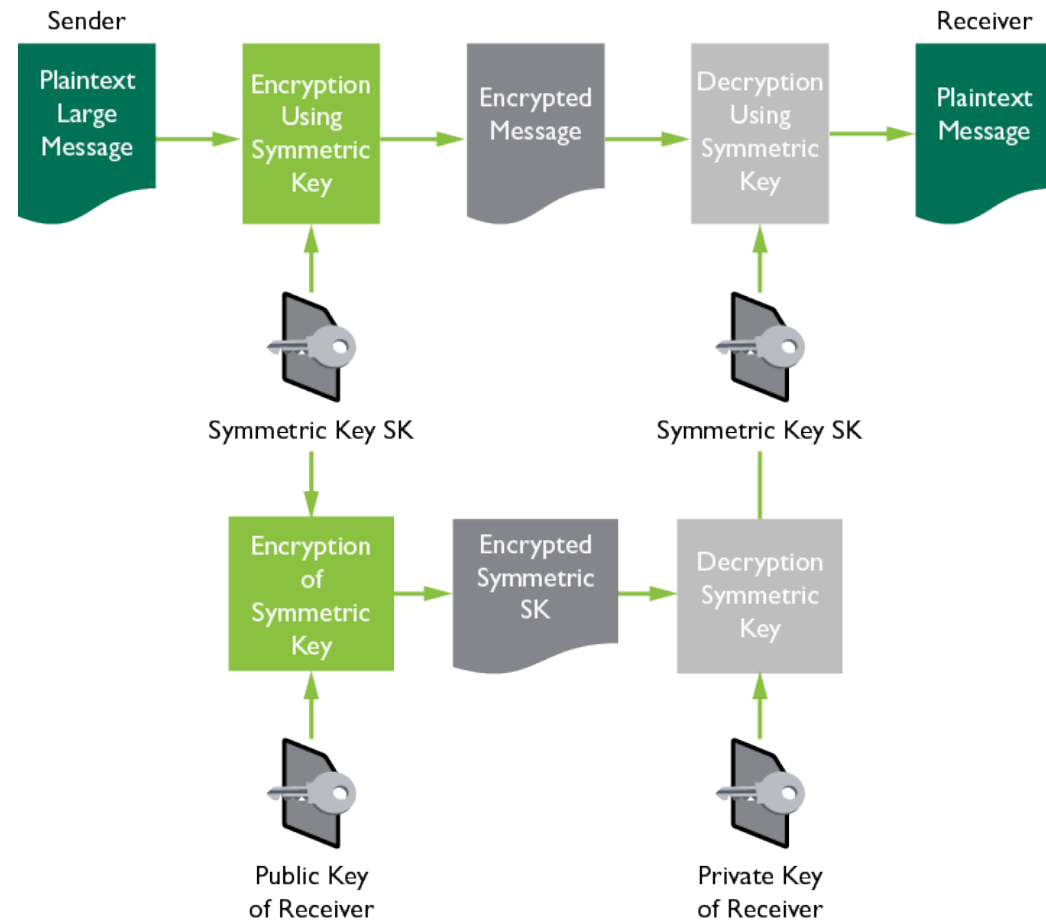 Sender
Receiver
Plaintext
Large
Message
Encryption
Using
Symmetric
Key
Encrypted
Message
Decryption
Using
Symmetric
Key
Plaintext
Message
Symmetric Key SK
Symmetric Key SK
Encryption
of
Symmetric
Key
Encrypted
Symmetric
SK
Decryption
Symmetric
Key
Public Key
of Receiver
Private Key
of Receiver